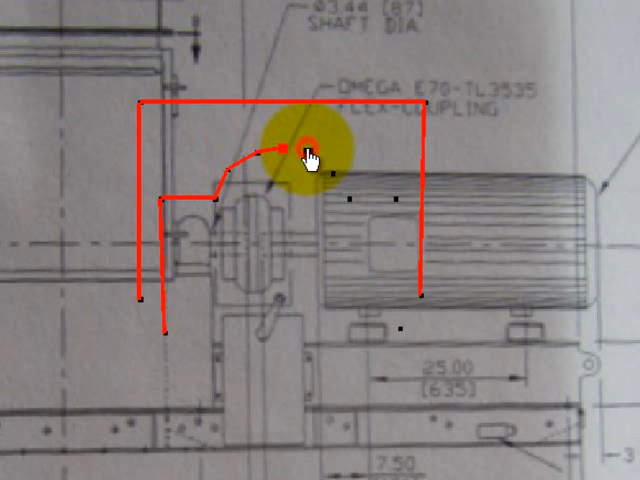 ø3.44 [87]
SHAFT DIA.
OMEGA E70-TL3535
FLEX-COUPLING
25.00
[635]
7.50
3